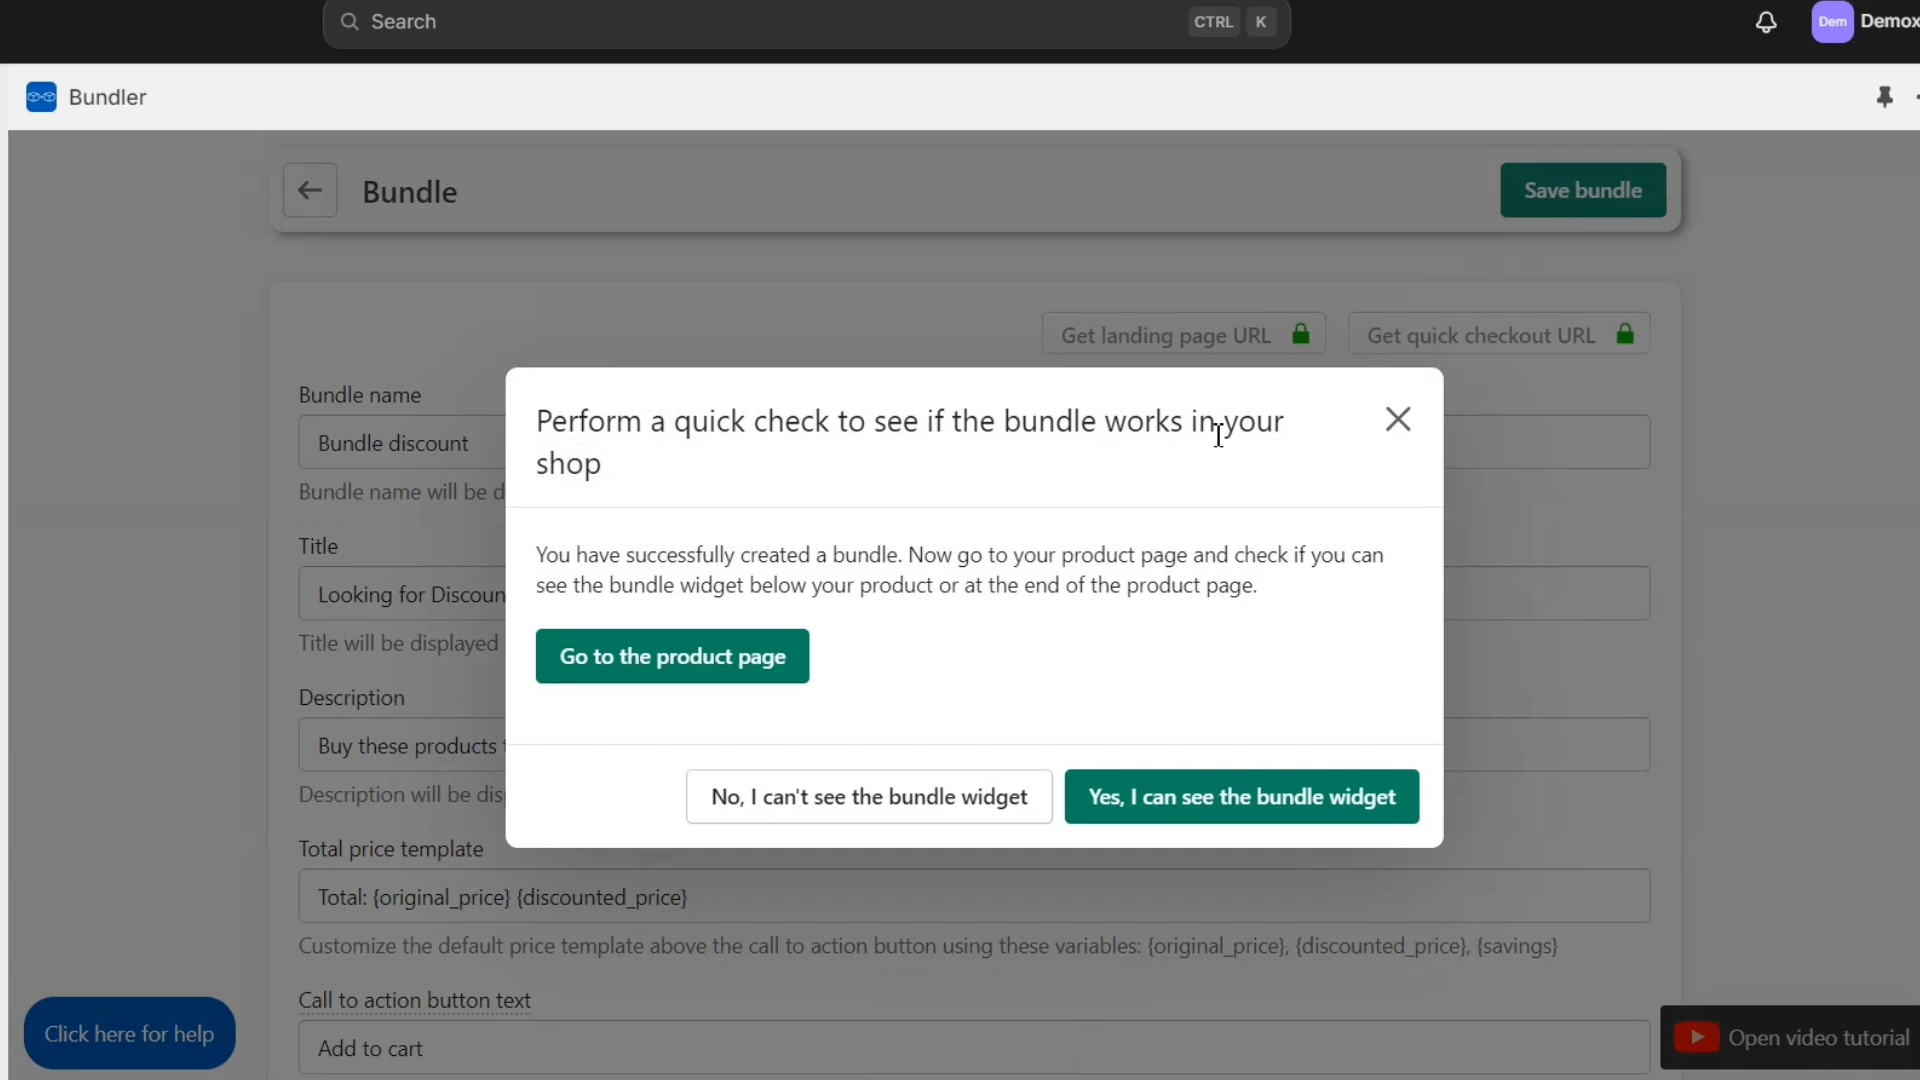 Search
CTRL K
Dem
Demox
Bundler
Bundle
Save bundle
Get landing page URL
Get quick checkout URL
Bundle name
Bundle discount
Bundle name will be d
Title
Looking for Discoun
Title will be displayed
Description
Buy these products
Description will be dis
Total price template
Total: {original_price} {discounted_price}
Customize the default price template above the call to action button using these variables: {original_price}, {discounted_price}, {savings}
Call to action button text
Add to cart
Perform a quick check to see if the bundle works in your
shop
You have successfully created a bundle. Now go to your product page and check if you can
see the bundle widget below your product or at the end of the product page.
Go to the product page
No, I can't see the bundle widget
Yes, I can see the bundle widget
Click here for help
Open video tutorial